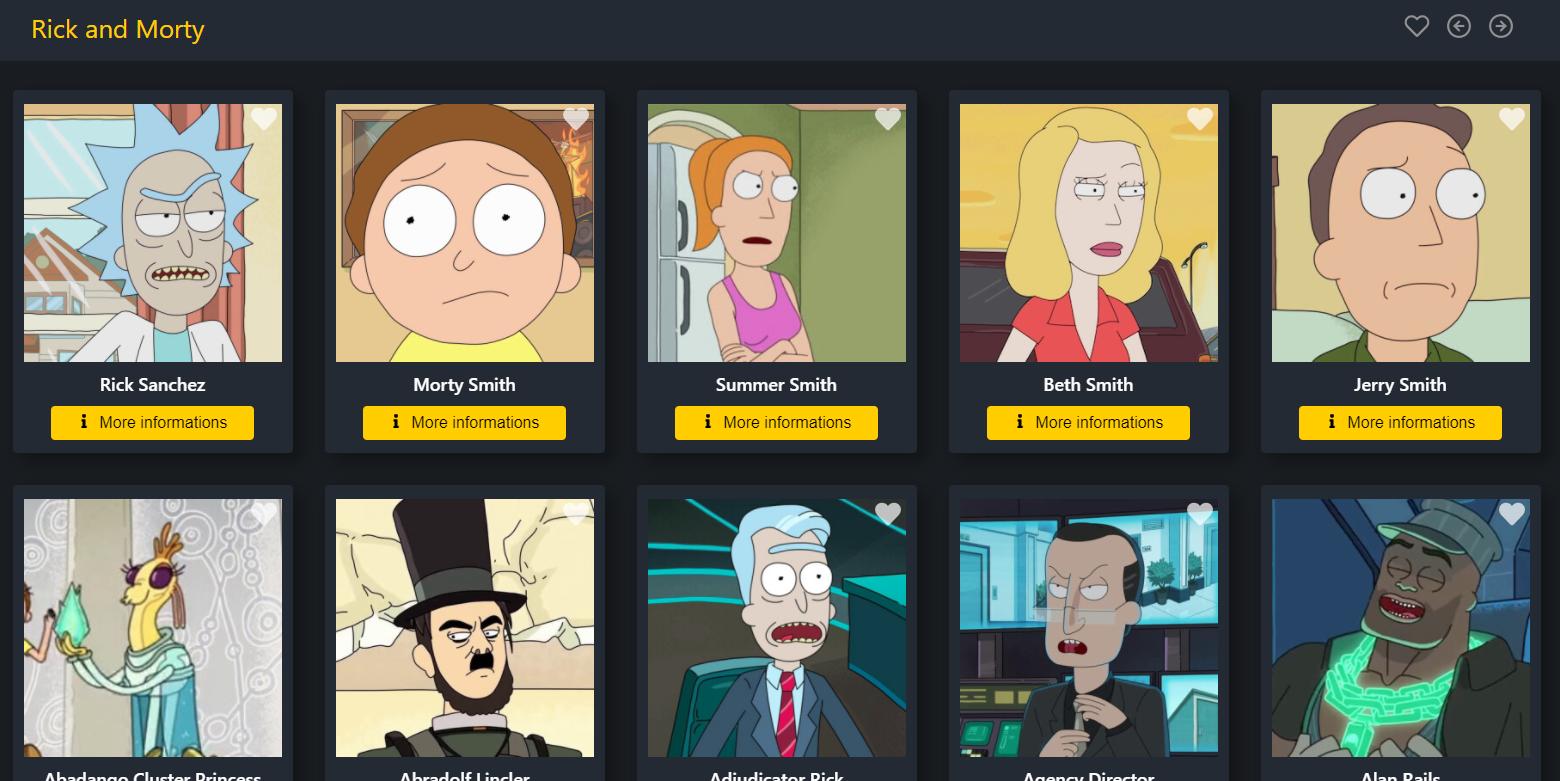 Rick and Morty
Rick Sanchez
Morty Smith
Summer Smith
Beth Smith
Jerry Smith
More informations
More informations
More informations
More informations
More informations
Abadango Cluster Princess
Abradolf Lincler
Adjudicator Rick
Agency Director
Alan Rails